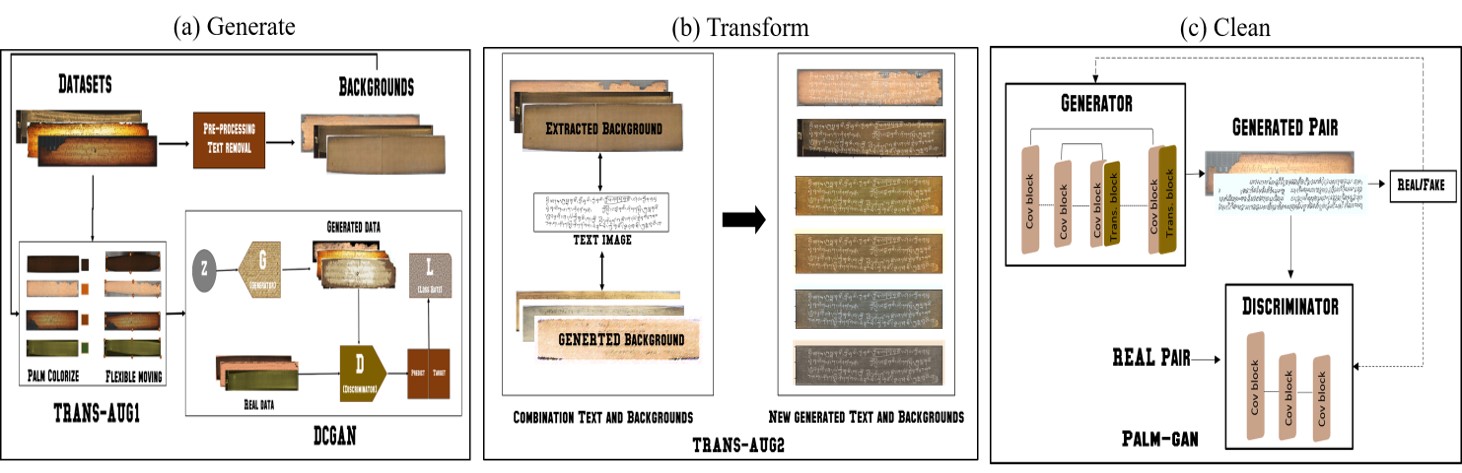 (a) Generate
DATASETS
BACKGROUNDS
PRE-PROCESSING
TEXT REMOVAL
PALM COLORIZE
FLEXIBLE MOVING
TRANS-AUG1
GENERATED DATA
Z
G
(GENERATOR)
L
(LOSS RATE)
D
(DISCRIMINATOR)
PREDICT
TARGET
REAL DATA
DCGAN
(b) Transform
EXTRACTED BACKGROUND
TEXT IMAGE
GENERTED BACKGROUND
COMBINATION TEXT AND BACKGROUNDS
NEW GENERATED TEXT AND BACKGROUNDS
TRANS-AUG2
(c) Clean
GENERATOR
Cov block
Cov block
Cov block
Trans. block
Cov block
Trans. block
GENERATED PAIR
REAL/FAKE
DISCRIMINATOR
Cov block
Cov block
Cov block
REAL PAIR
PALM-GAN